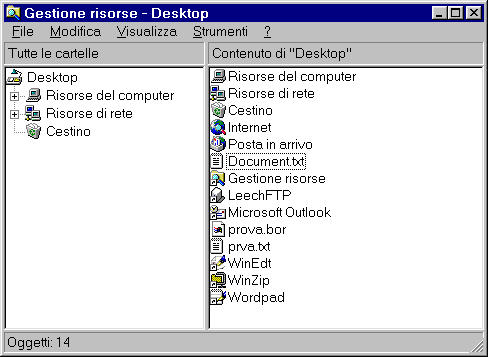 Gestione risorse - Desktop
File Modifica Visualizza Strumenti ?
Tutte le cartelle
Contenuto di "Desktop"
Desktop
Risorse del computer
Risorse di rete
Cestino
Risorse del computer
Risorse di rete
Cestino
Internet
Posta in arrivo
Document.txt
Gestione risorse
LeechFTP
Microsoft Outlook
prova.bor
prva.txt
WinEdt
WinZip
Wordpad
Oggetti: 14